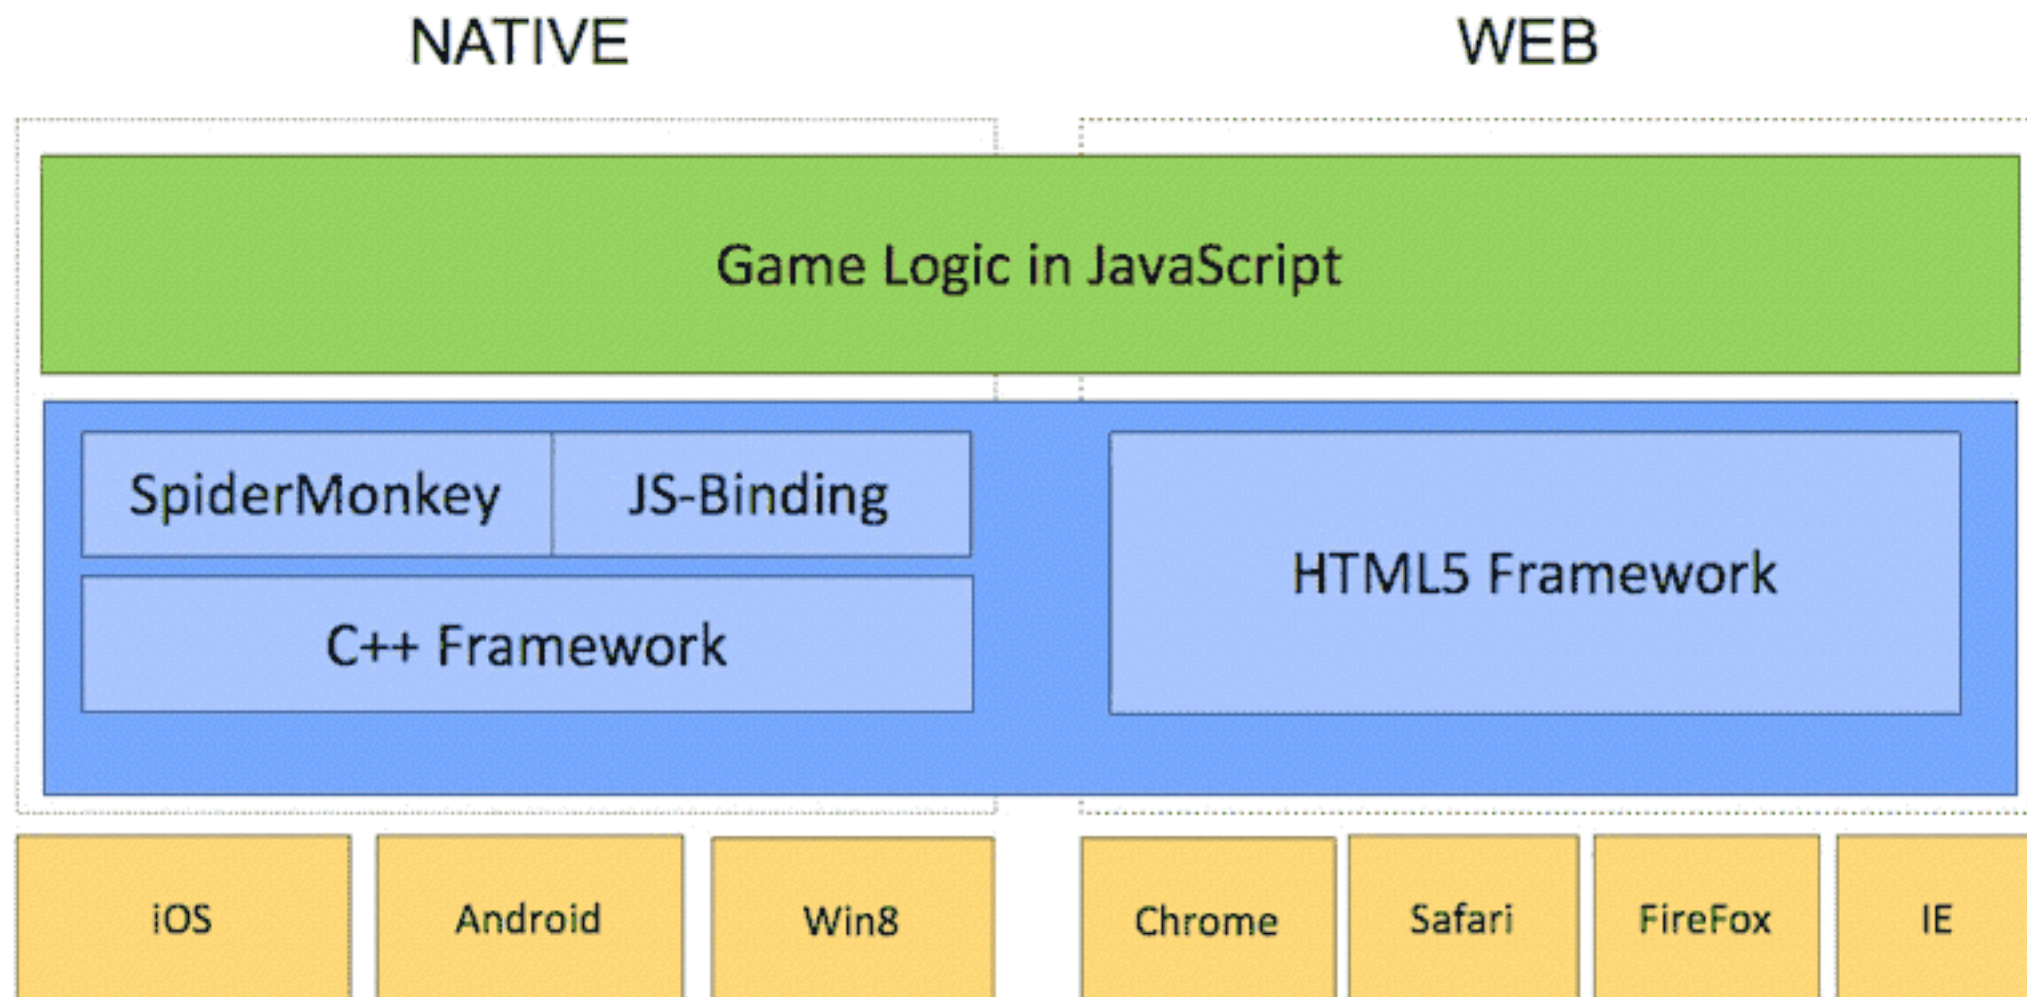 NATIVE
WEB
Game Logic in JavaScript
SpiderMonkey
JS-Binding
C++ Framework
HTML5 Framework
iOS
Android
Win8
Chrome
Safari
FireFox
IE